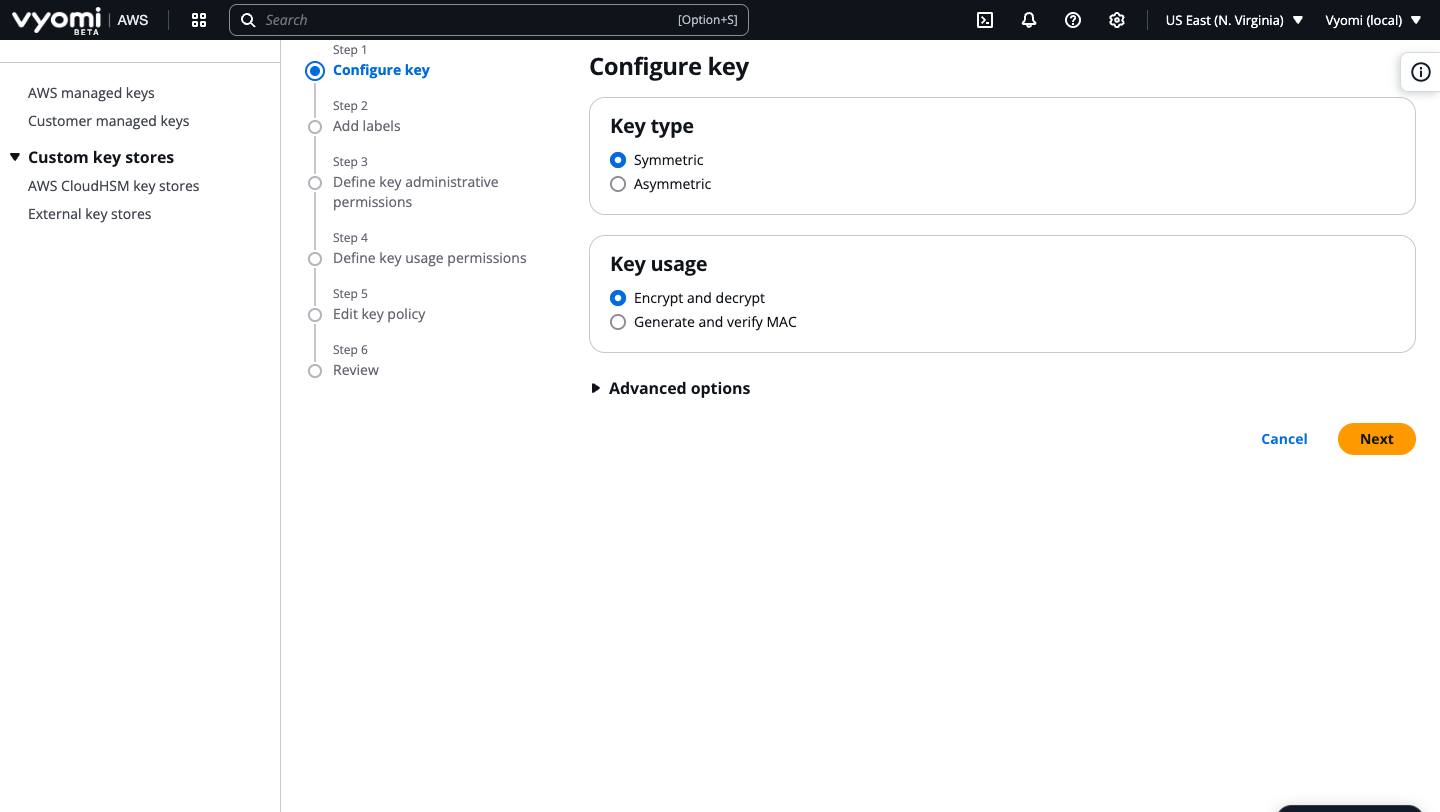 vyomi
BETA
AWS
Search
[Option+S]
US East (N. Virginia)
Vyomi (local)
AWS managed keys
Customer managed keys
Custom key stores
AWS CloudHSM key stores
External key stores
Step 1
Configure key
Step 2
Add labels
Step 3
Define key administrative
permissions
Step 4
Define key usage permissions
Step 5
Edit key policy
Step 6
Review
Configure key
Key type
Symmetric
Asymmetric
Key usage
Encrypt and decrypt
Generate and verify MAC
Advanced options
Cancel
Next